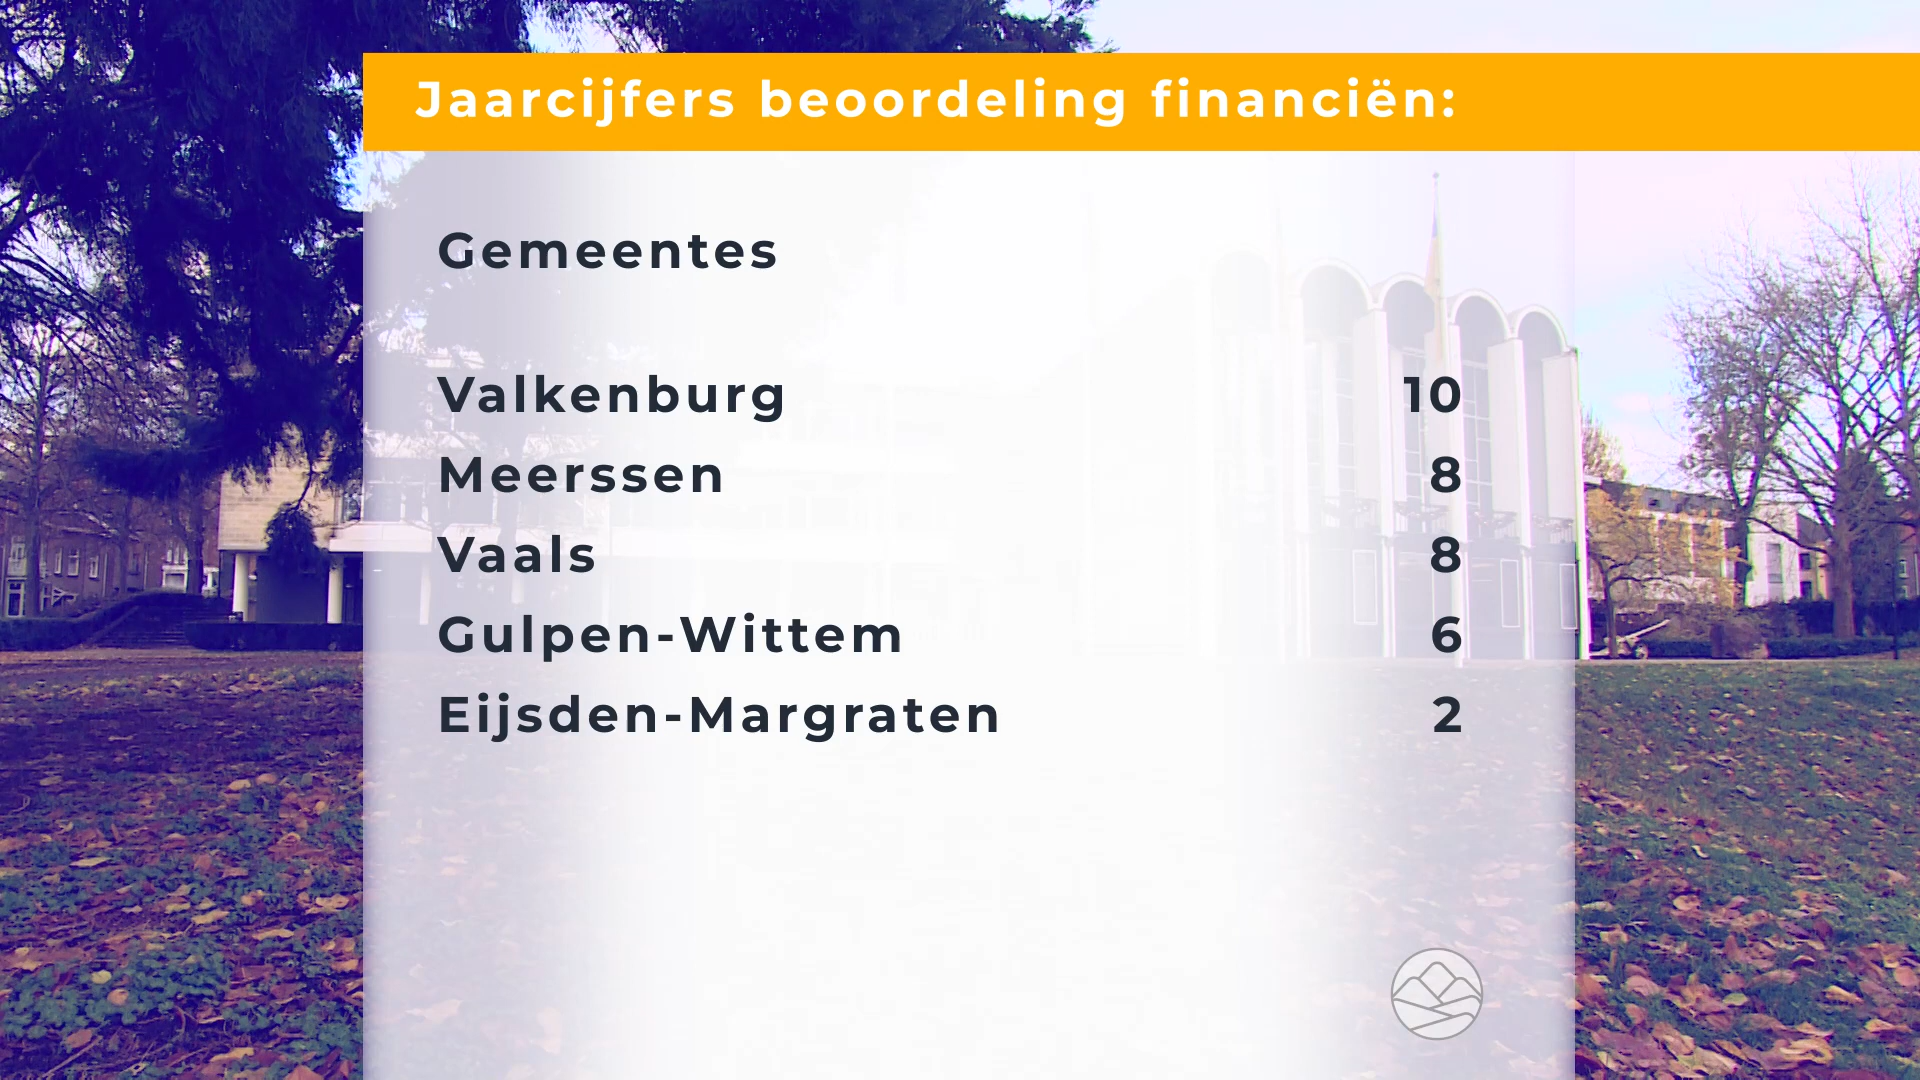 Jaarcijfers beoordeling financiën:
Gemeentes
Valkenburg 10
Meerssen 8
Vaals 8
Gulpen-Wittem 6
Eijsden-Margraten 2